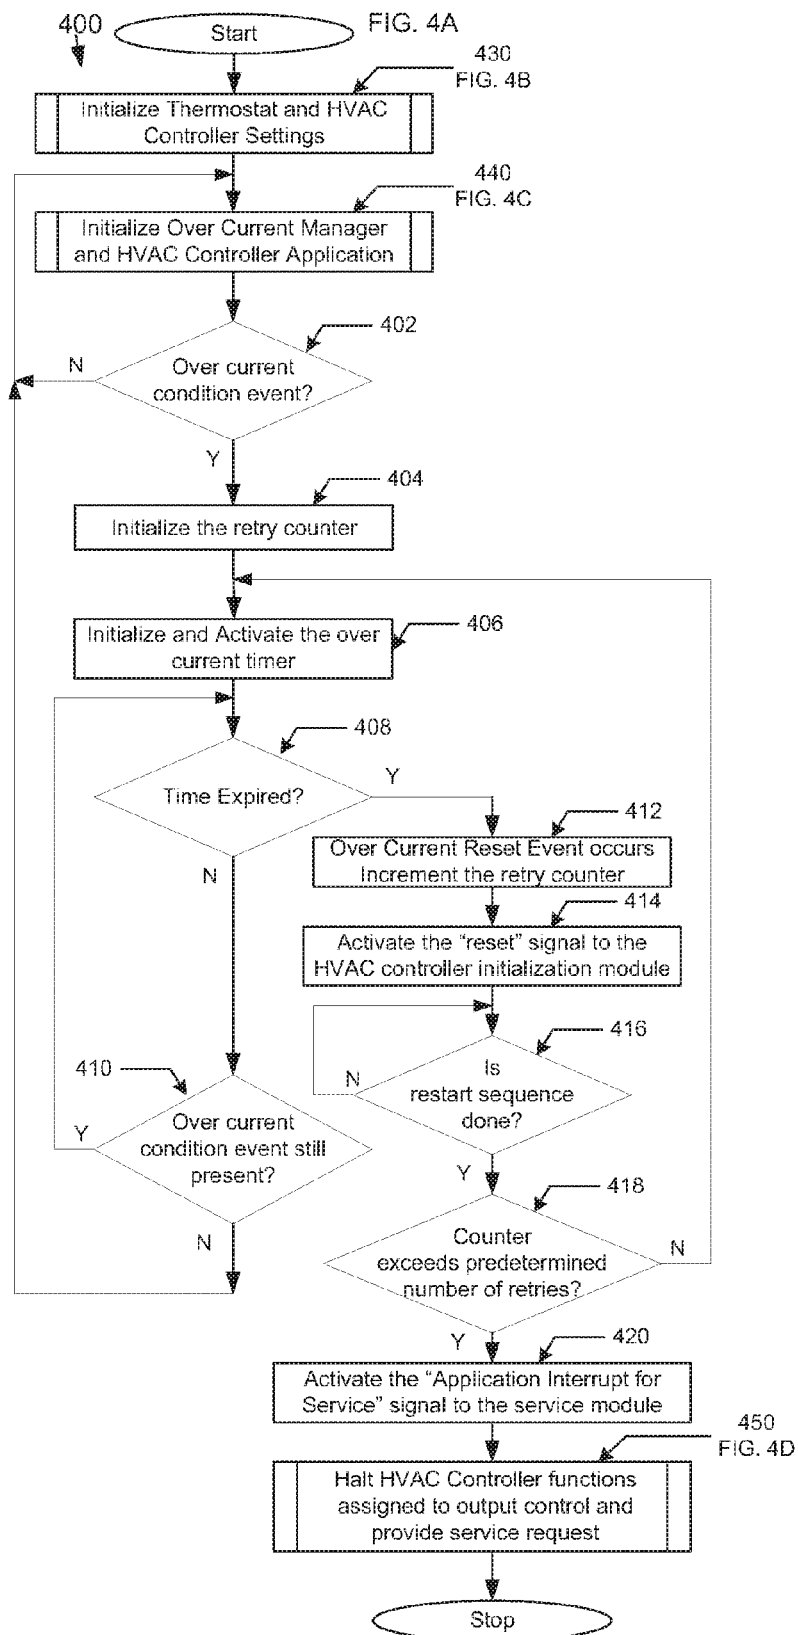 400
Start
FIG. 4A
430
FIG. 4B
Initialize Thermostat and HVAC
Controller Settings
440
FIG. 4C
Initialize Over Current Manager
and HVAC Controller Application
402
N
Over current
condition event?
Y
404
Initialize the retry counter
406
Initialize and Activate the over
current timer
408
Time Expired?
Y
N
412
Over Current Reset Event occurs
Increment the retry counter
414
Activate the “reset” signal to the
HVAC controller initialization module
416
Is
restart sequence
done?
N
Y
410
Over current
condition event still
present?
Y
N
418
Counter
exceeds predetermined
number of retries?
N
Y
420
Activate the “Application Interrupt for
Service” signal to the service module
450
FIG. 4D
Halt HVAC Controller functions
assigned to output control and
provide service request
Stop